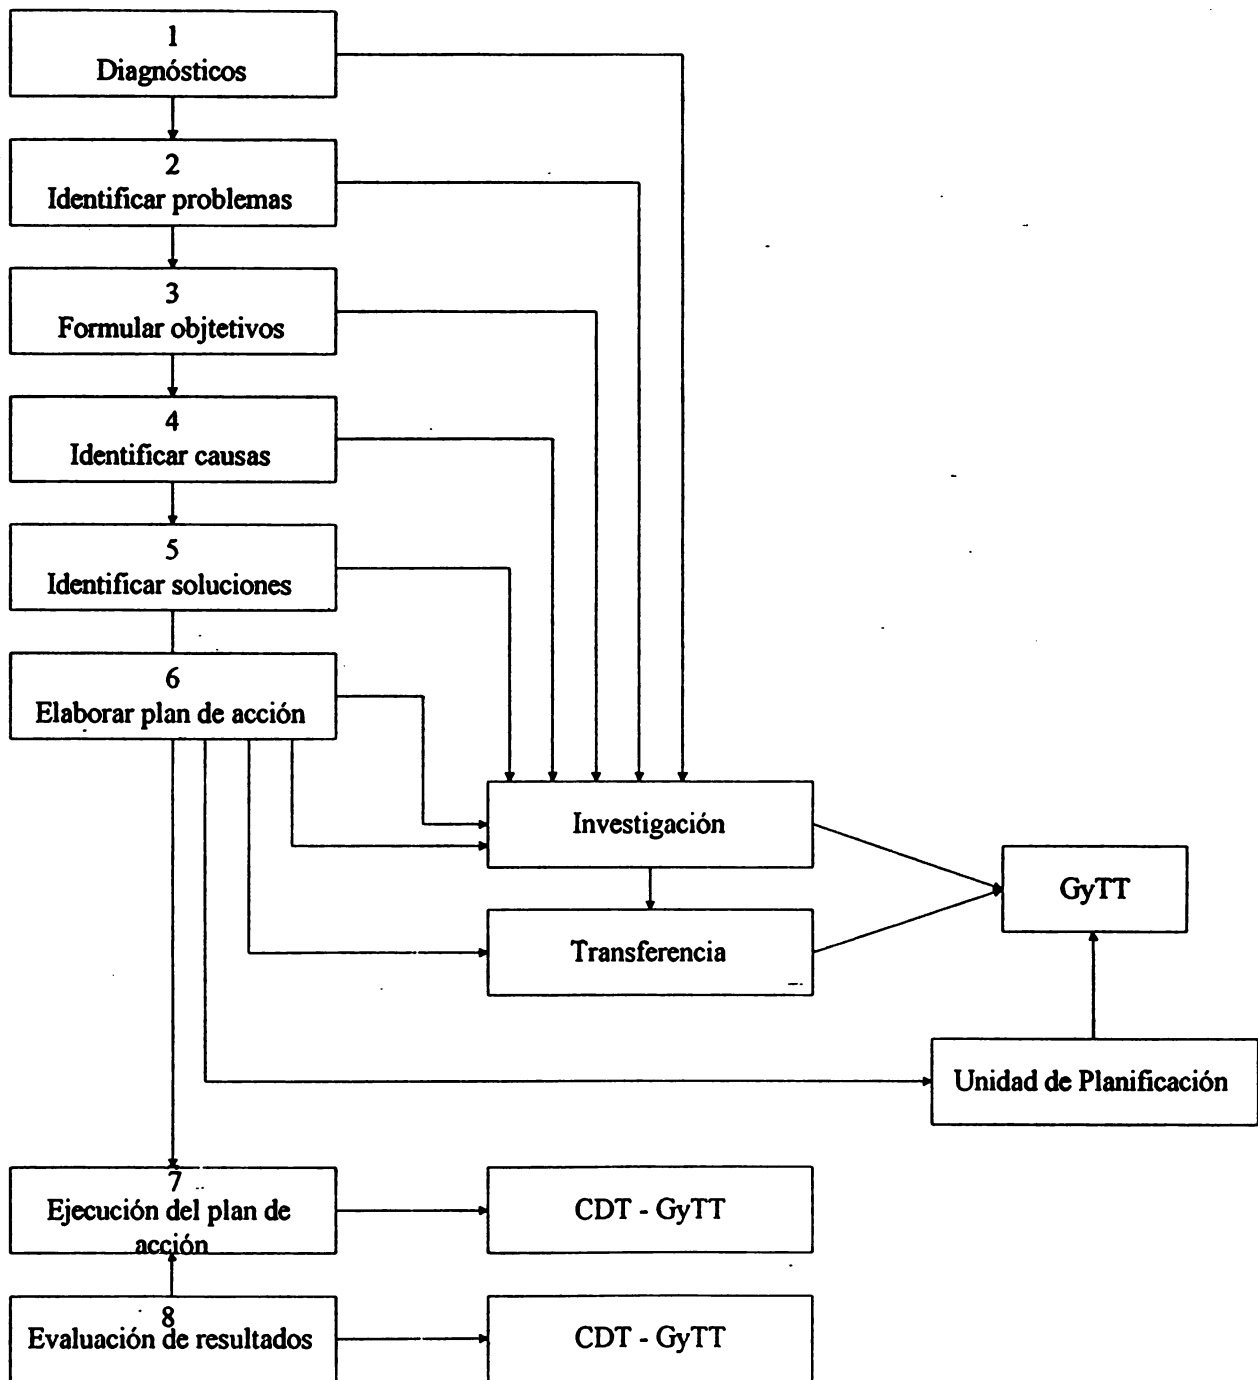 1
Diagnósticos
2
Identificar problemas
3
Formular objtetivos
4
Identificar causas
5
Identificar soluciones
6
Elaborar plan de acción
Investigación
GyTT
Transferencia
Unidad de Planificación
7
Ejecución del plan de
acción
CDT - GyTT
8
Evaluación de resultados
CDT - GyTT